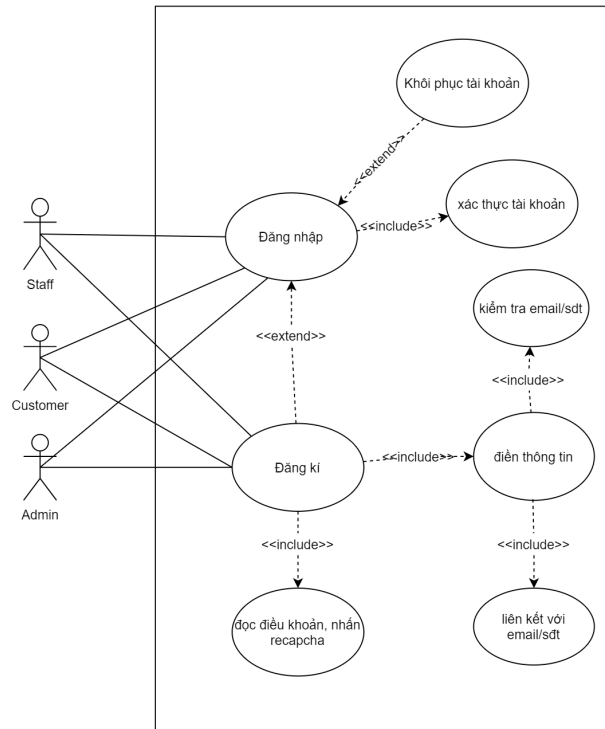 Khôi phục tài khoản
<<extend>>
xác thực tài khoản
Đăng nhập
<<include>>
Staff
kiểm tra email/sdt
<<extend>>
Customer
<<include>>
Đăng kí
<<include>>
điền thông tin
Admin
<<include>>
<<include>>
đọc điều khoản, nhấn
recapcha
liên kết với
email/sđt